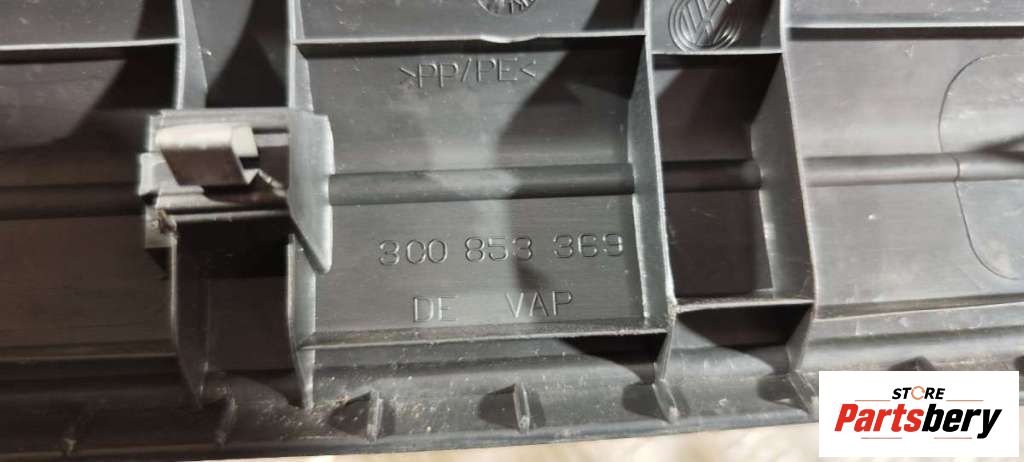 >PP/PE<
3C0 853 369
DE VAP
STORE
Partsbery